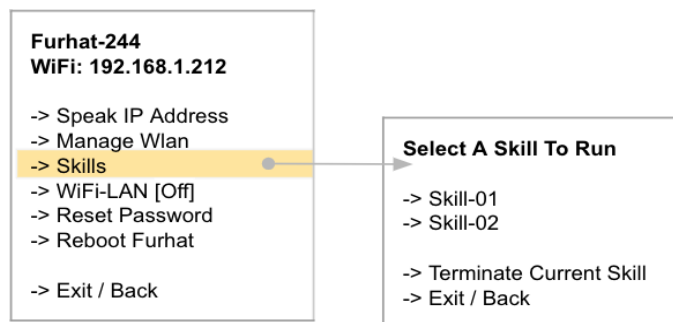 Furhat-244
WiFi: 192.168.1.212
-> Speak IP Address
-> Manage Wlan
-> Skills
-> WiFi-LAN [Off]
-> Reset Password
-> Reboot Furhat
-> Exit / Back
Select A Skill To Run
-> Skill-01
-> Skill-02
-> Terminate Current Skill
-> Exit / Back